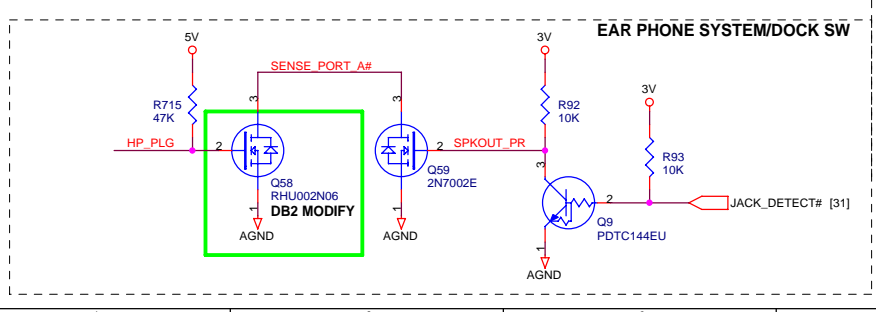 EAR PHONE SYSTEM/DOCK SW
5V
3V
SENSE_PORT_A#
3V
R715
47K
3
3
R92
10K
HP_PLG
2
2
SPKOUT_PR
R93
10K
Q58
RHU002N06
DB2 MODIFY
Q59
2N7002E
3
2
JACK_DETECT# [31]
1
1
Q9
PDTC144EU
AGND
AGND
1
AGND